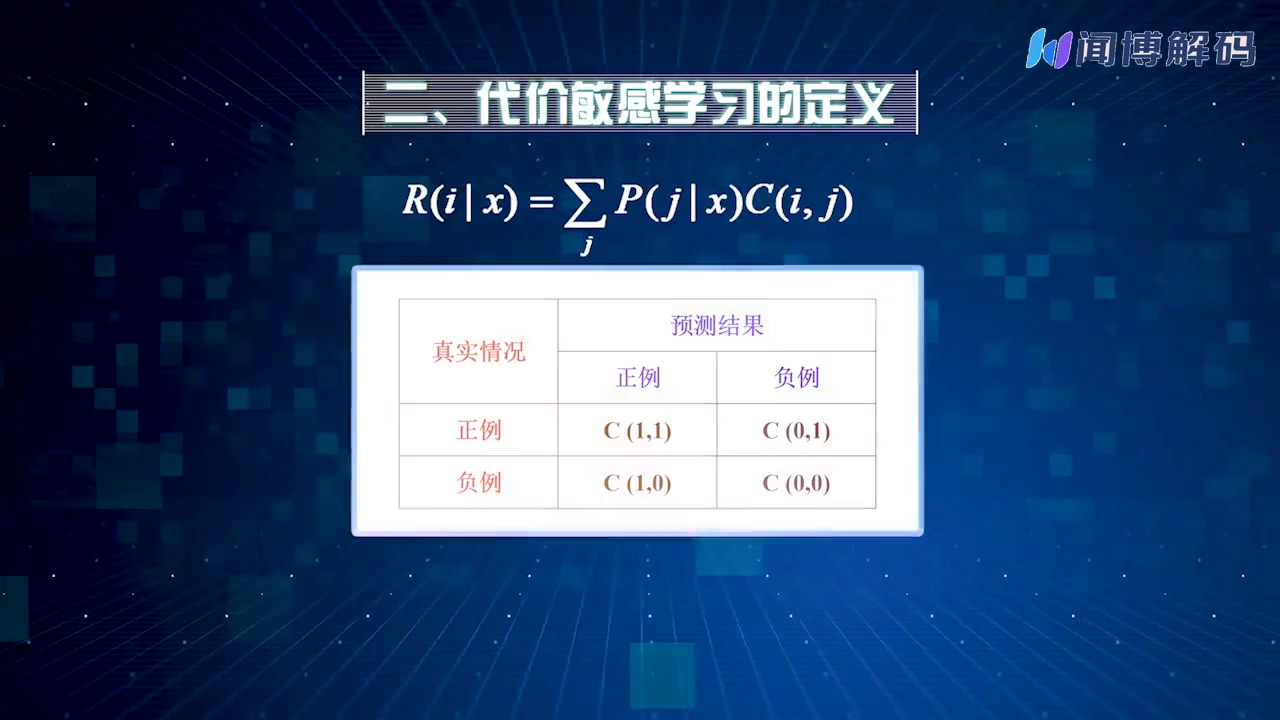 闻博解码
二、代价敏感学习的定义
R(i | x) = ∑ P( j | x)C(i, j)
j
真实情况
预测结果
正例 负例
正例 C (1,1) C (0,1)
负例 C (1,0) C (0,0)